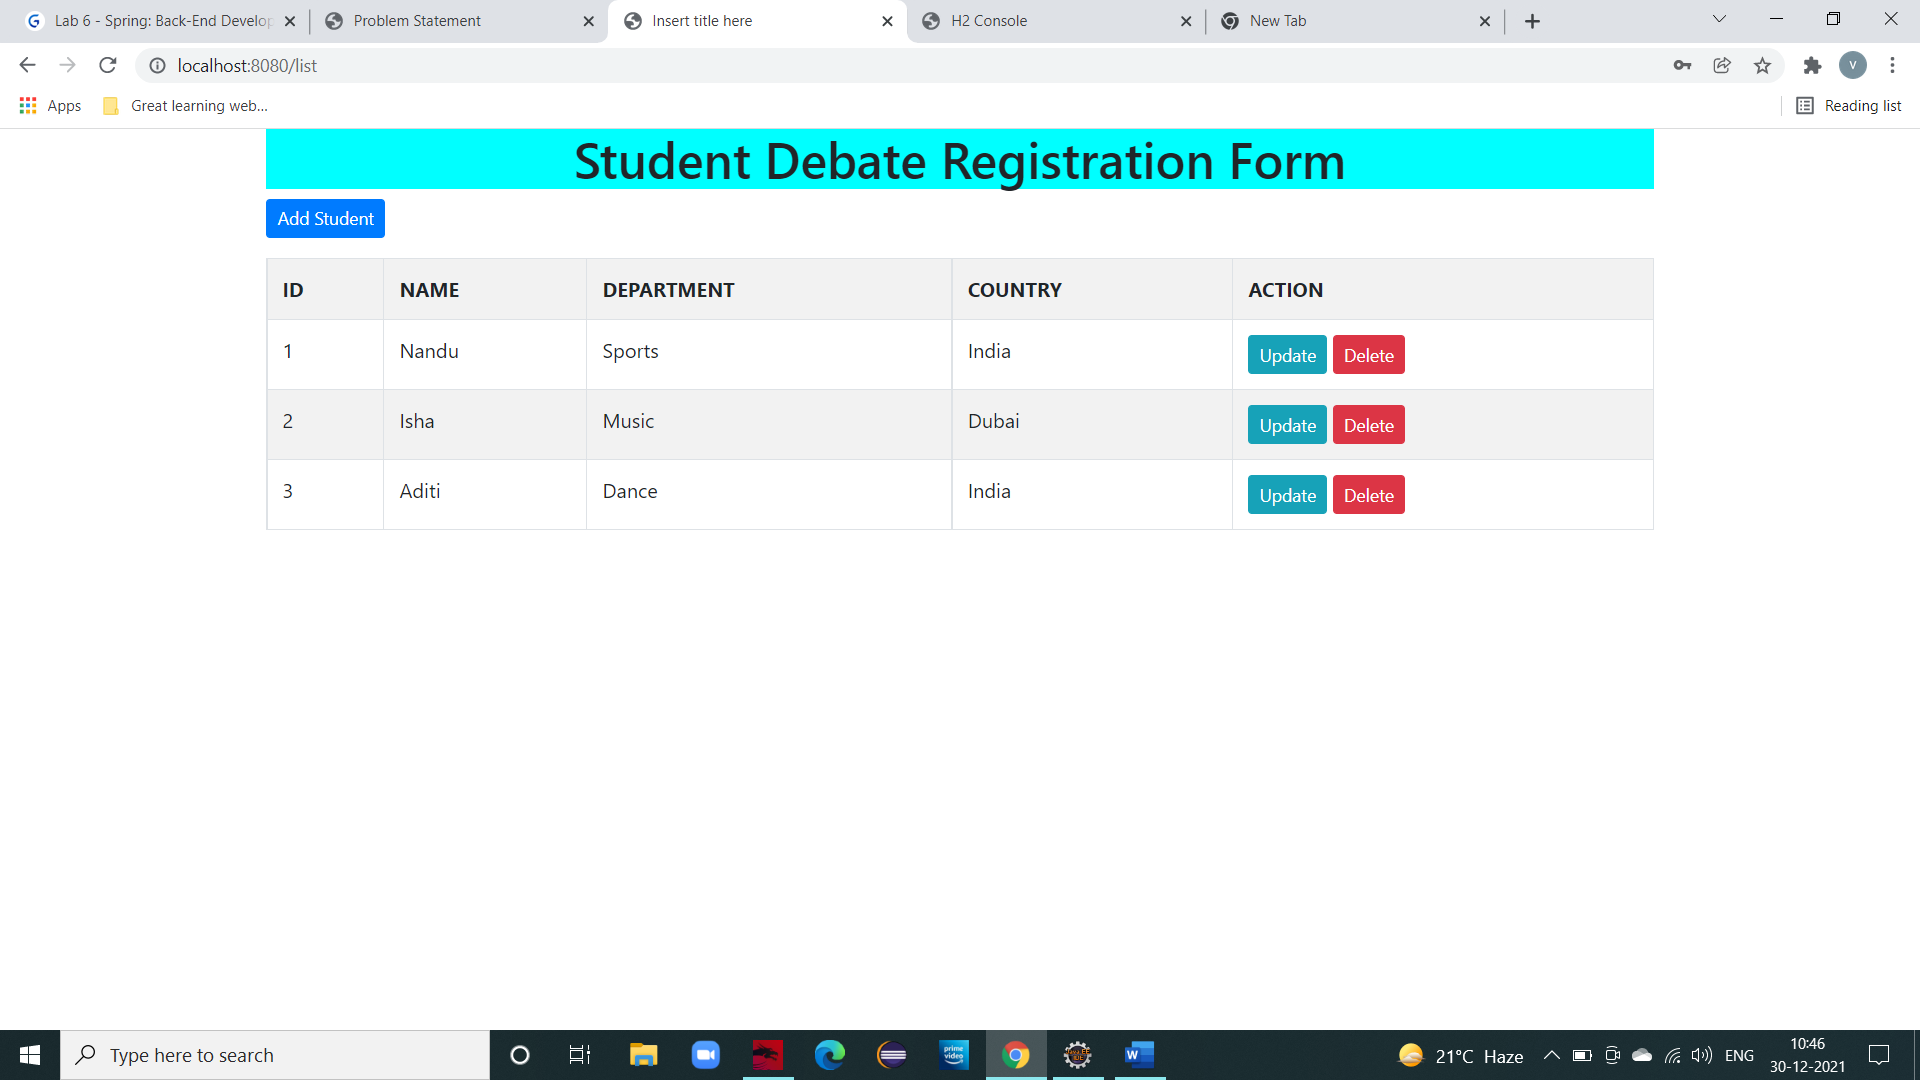 Lab 6 - Spring: Back-End Develop
Problem Statement
Insert title here
H2 Console
New Tab
localhost:8080/list
V
Apps
Great learning web...
Reading list
Student Debate Registration Form
Add Student
ID NAME DEPARTMENT COUNTRY ACTION
1 Nandu Sports India Update Delete
2 Isha Music Dubai Update Delete
3 Aditi Dance India Update Delete
Type here to search
prime video
W
21°C Haze
ENG
10:46
30-12-2021